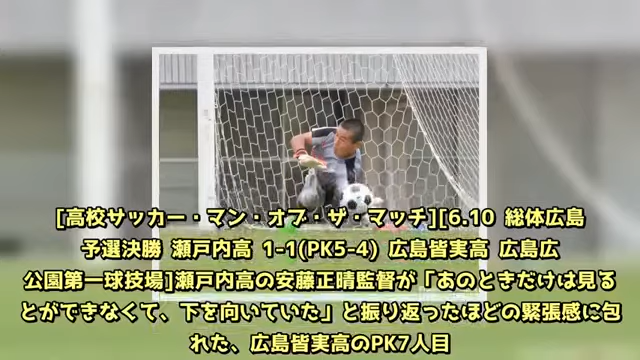 [高校サッカー・マン・オブ・ザ・マッチ][6.10 総体広島
予選決勝 瀬戸内高 1-1(PK5-4) 広島皆実高 広島広
公園第一球技場]瀬戸内高の安藤正晴監督が「あのときだけは見る
とができなくて、下を向いていた」と振り返ったほどの緊張感に包
れた、広島皆実高のPK7人目